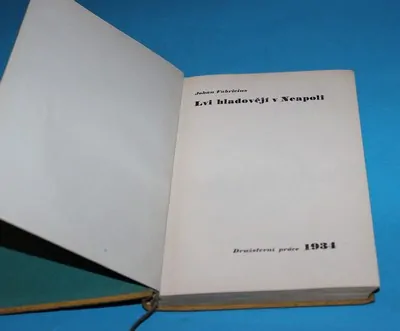 Johan Fabricius
Lvi hladovějí v Neapoli
Družstevní práce 1934